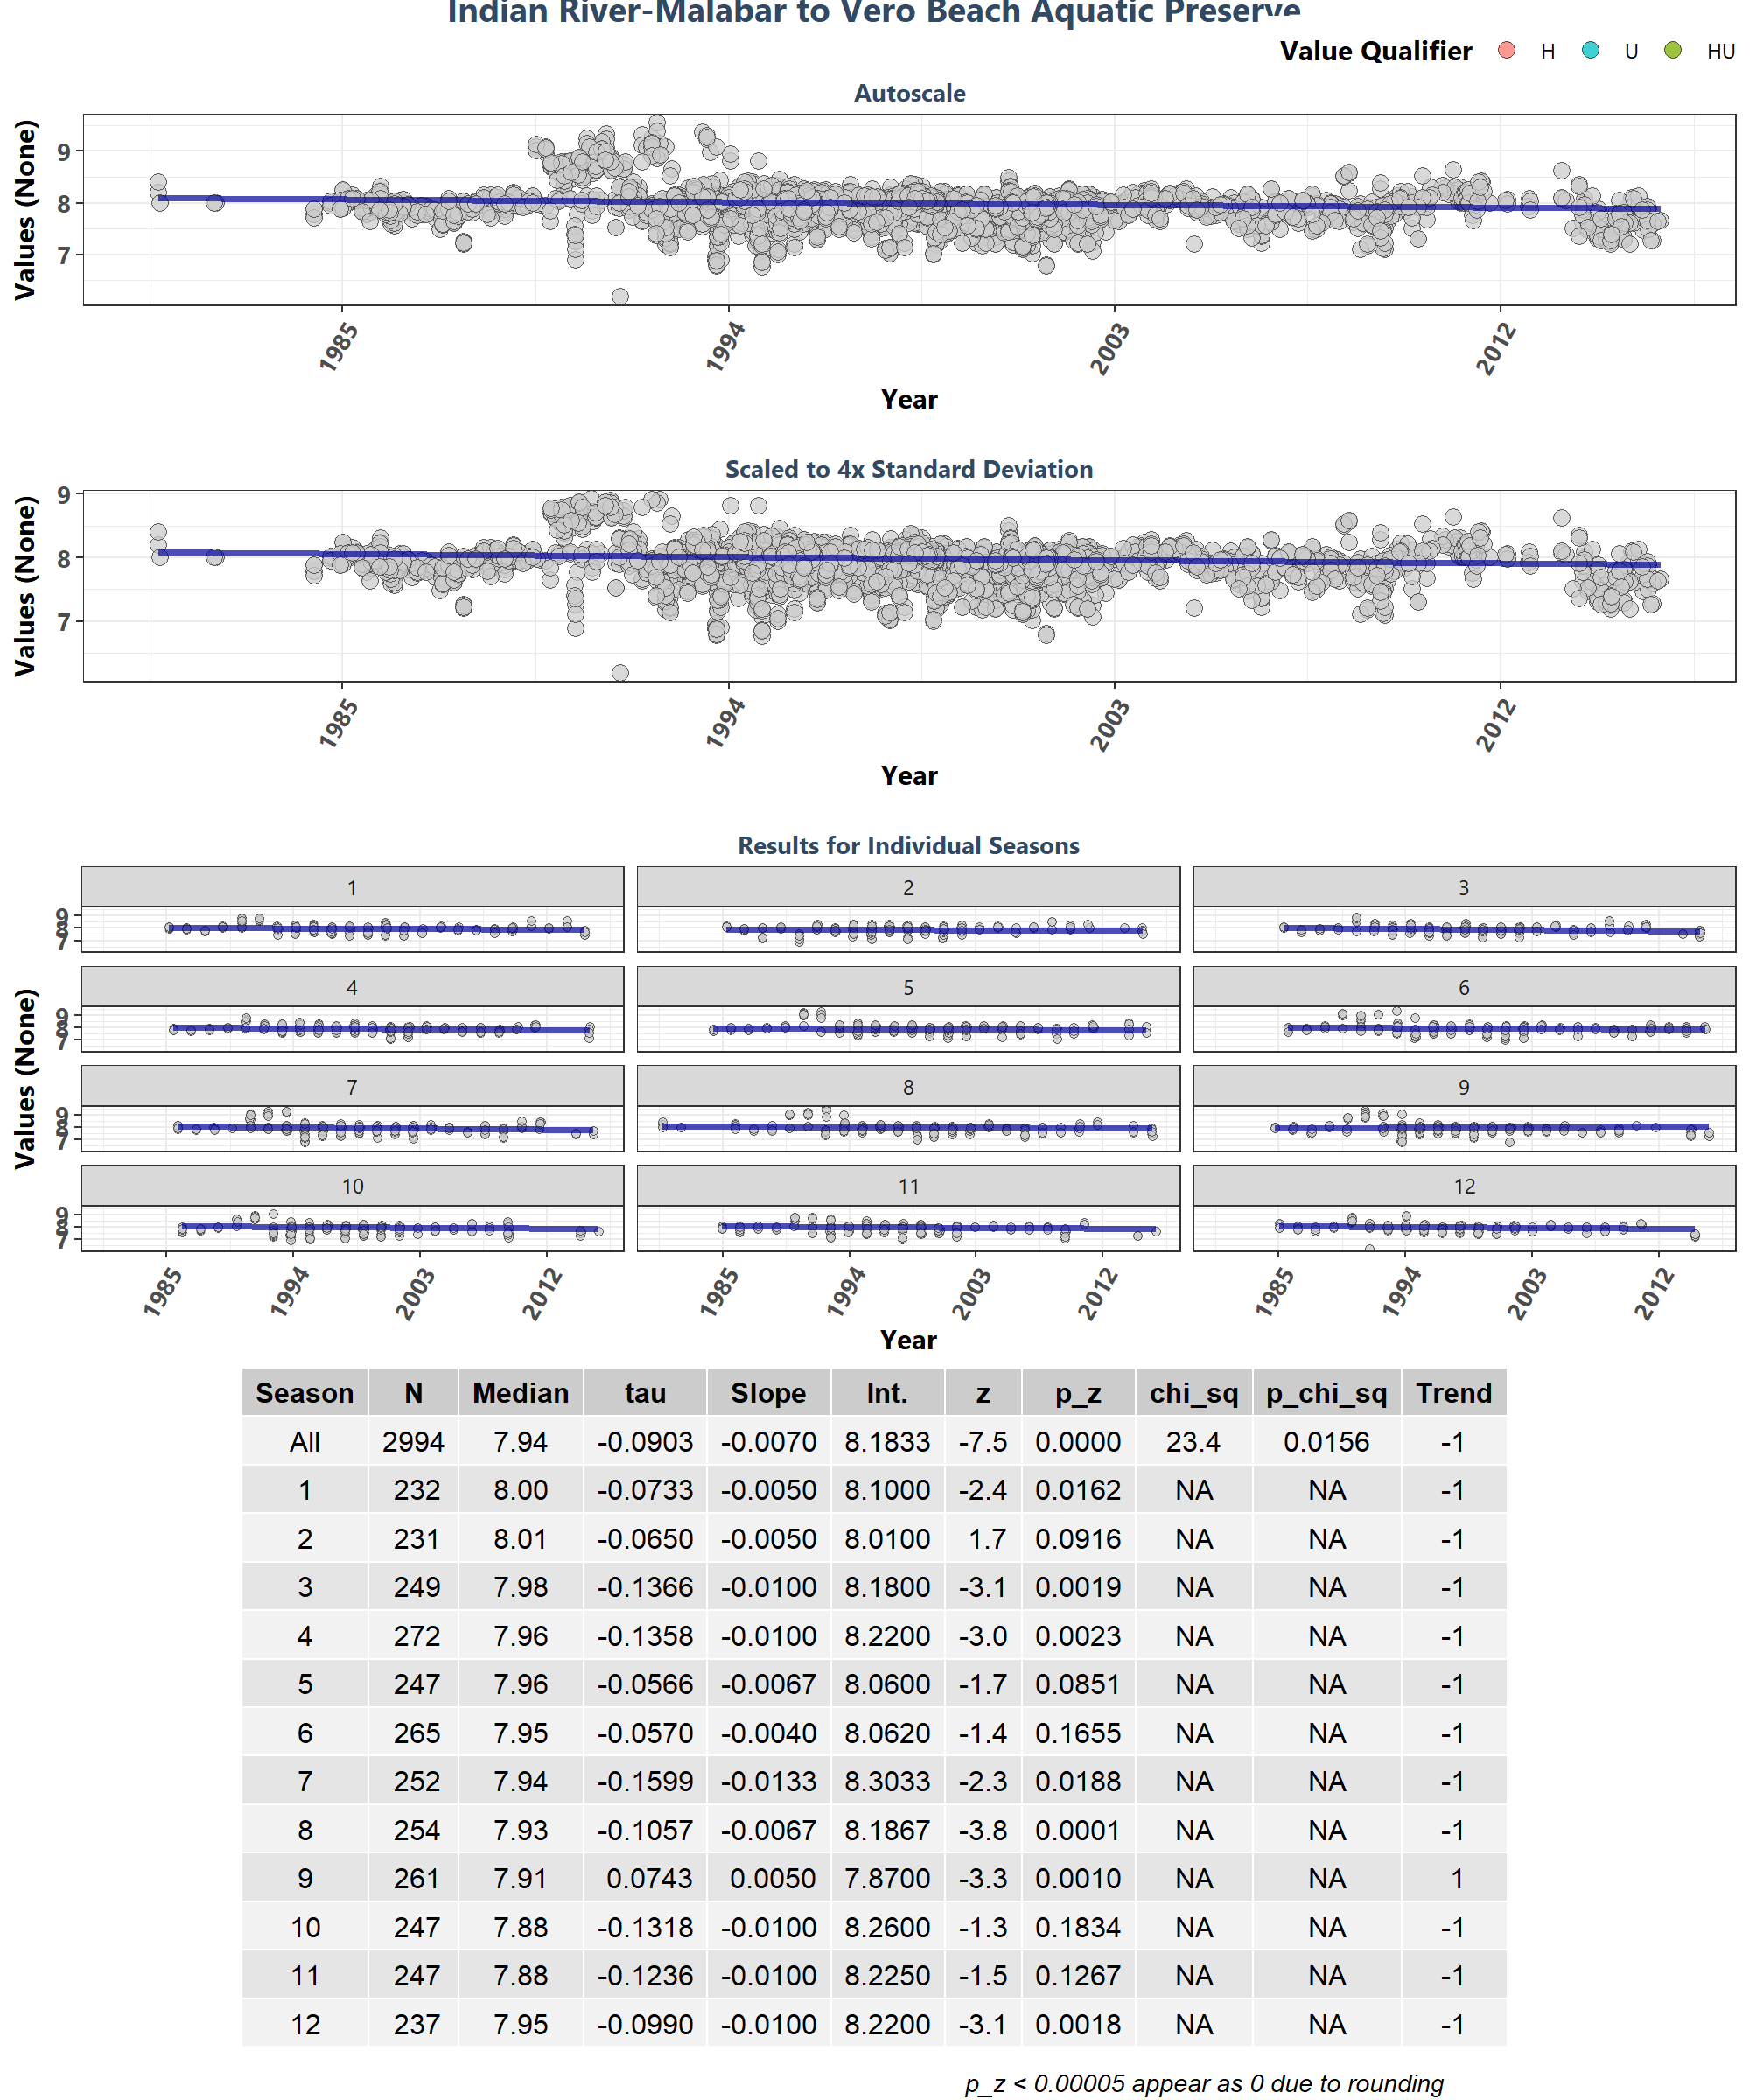 Indian River-Malabar to Vero Beach Aquatic Preserve
Value Qualifier H U HU
Autoscale
Values (None)
9
8
7
1985 1994 2003 2012
Year
Scaled to 4x Standard Deviation
Values (None)
9
8
7
1985 1994 2003 2012
Year
Results for Individual Seasons
Values (None)
1 2 3
9
8
7
4 5 6
9
8
7
7 8 9
9
8
7
10 11 12
9
8
7
1985 1994 2003 2012 1985 1994 2003 2012 1985 1994 2003 2012
Year
Season N Median tau Slope Int. z p_z chi_sq p_chi_sq Trend
All 2994 7.94 -0.0903 -0.0070 8.1833 -7.5 0.0000 23.4 0.0156 -1
1 232 8.00 -0.0733 -0.0050 8.1000 -2.4 0.0162 NA NA -1
2 231 8.01 -0.0650 -0.0050 8.0100 1.7 0.0916 NA NA -1
3 249 7.98 -0.1366 -0.0100 8.1800 -3.1 0.0019 NA NA -1
4 272 7.96 -0.1358 -0.0100 8.2200 -3.0 0.0023 NA NA -1
5 247 7.96 -0.0566 -0.0067 8.0600 -1.7 0.0851 NA NA -1
6 265 7.95 -0.0570 -0.0040 8.0620 -1.4 0.1655 NA NA -1
7 252 7.94 -0.1599 -0.0133 8.3033 -2.3 0.0188 NA NA -1
8 254 7.93 -0.1057 -0.0067 8.1867 -3.8 0.0001 NA NA -1
9 261 7.91 0.0743 0.0050 7.8700 -3.3 0.0010 NA NA 1
10 247 7.88 -0.1318 -0.0100 8.2600 -1.3 0.1834 NA NA -1
11 247 7.88 -0.1236 -0.0100 8.2250 -1.5 0.1267 NA NA -1
12 237 7.95 -0.0990 -0.0100 8.2200 -3.1 0.0018 NA NA -1
p_z < 0.00005 appear as 0 due to rounding